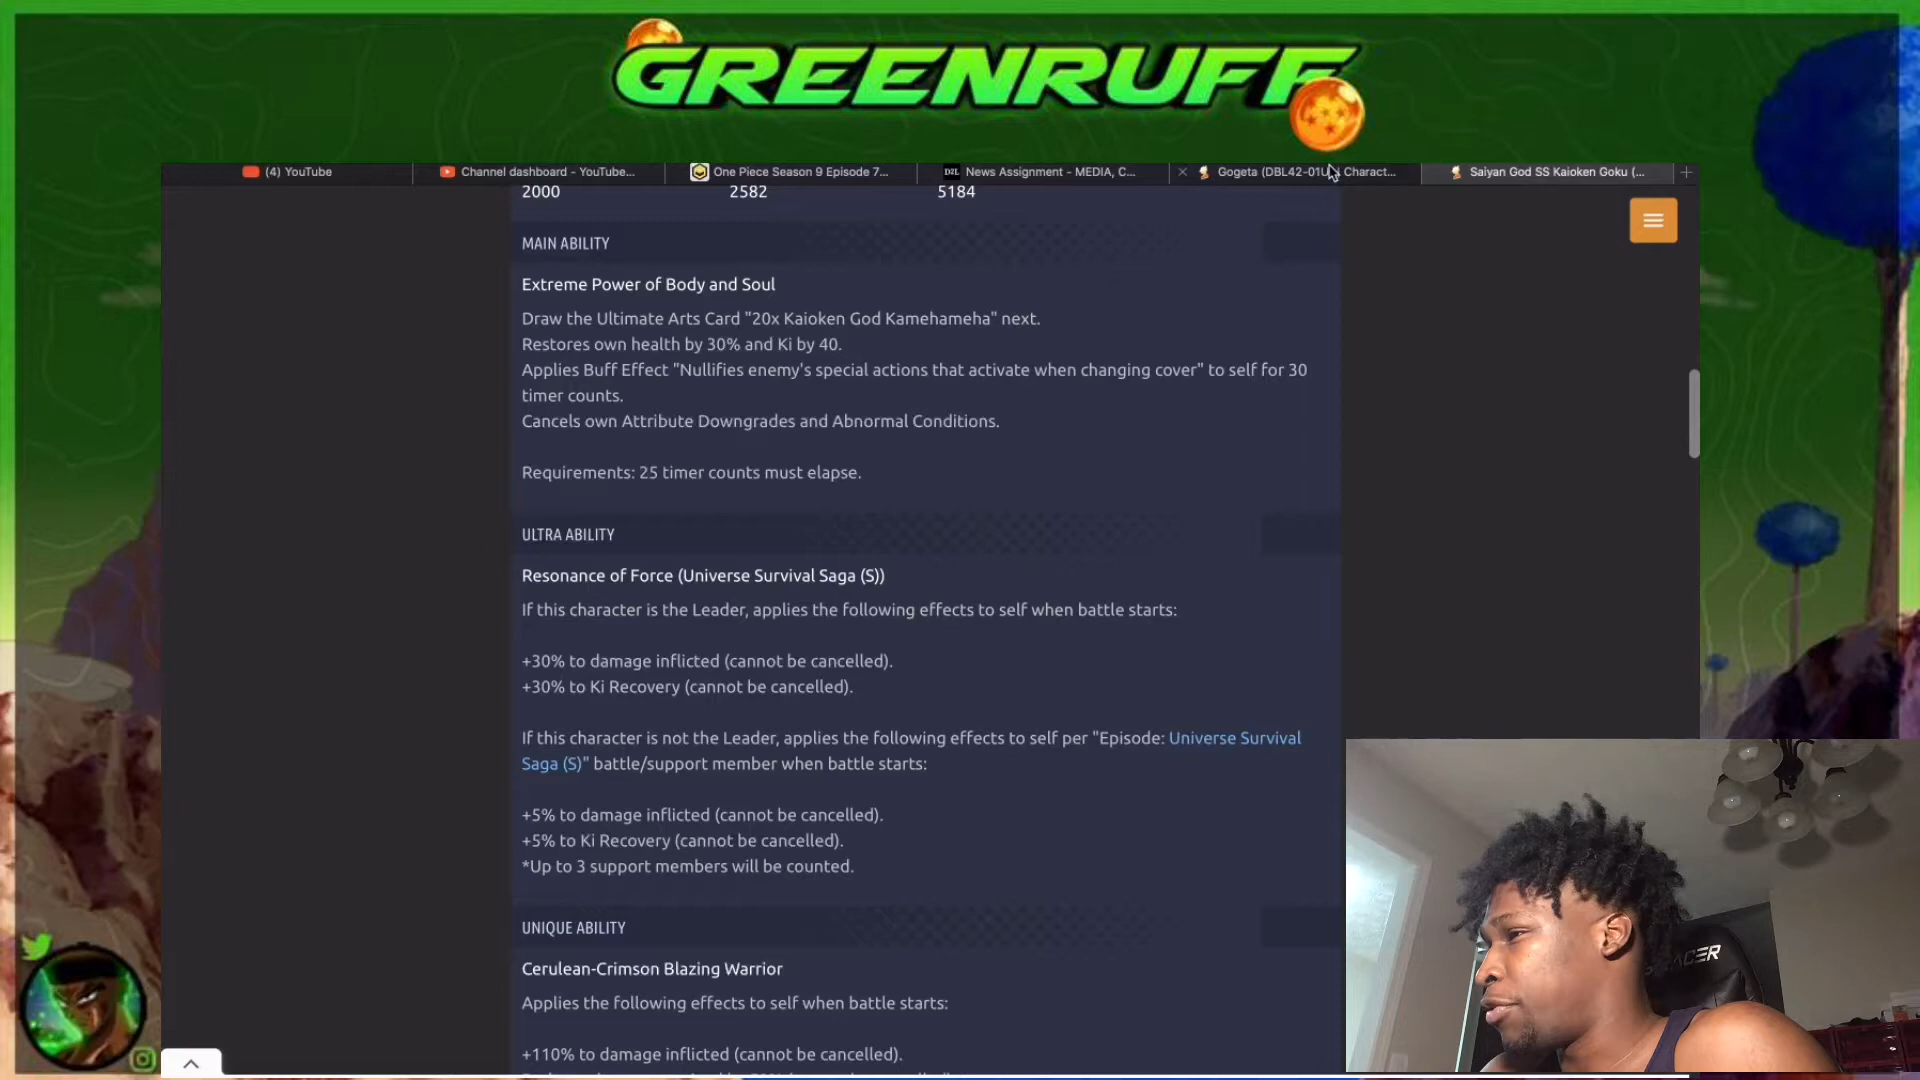 GREENRUFF
(4) YouTube
Channel dashboard - YouTube...
One Piece Season 9 Episode 7...
D2L
News Assignment - MEDIA, C...
Gogeta (DBL42-01U Charact...
Saiyan God SS Kaioken Goku (...
2000 2582 5184
MAIN ABILITY
Extreme Power of Body and Soul
Draw the Ultimate Arts Card "20x Kaioken God Kamehameha" next.
Restores own health by 30% and Ki by 40.
Applies Buff Effect "Nullifies enemy's special actions that activate when changing cover" to self for 30
timer counts.
Cancels own Attribute Downgrades and Abnormal Conditions.
Requirements: 25 timer counts must elapse.
ULTRA ABILITY
Resonance of Force (Universe Survival Saga (S))
If this character is the Leader, applies the following effects to self when battle starts:
+30% to damage inflicted (cannot be cancelled).
+30% to Ki Recovery (cannot be cancelled).
If this character is not the Leader, applies the following effects to self per "Episode: Universe Survival
Saga (S)" battle/support member when battle starts:
+5% to damage inflicted (cannot be cancelled).
+5% to Ki Recovery (cannot be cancelled).
*Up to 3 support members will be counted.
UNIQUE ABILITY
Cerulean-Crimson Blazing Warrior
Applies the following effects to self when battle starts:
+110% to damage inflicted (cannot be cancelled).